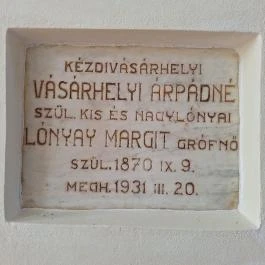 KÉZDIVÁSÁRHELYI
VÁSÁRHELYI ÁRPÁDNÉ
SZÜL. KIS ÉS NAGYLÓNYAI
LÓNYAY MARGIT GRÓFNŐ
SZÜL. 1870 IX. 9.
MEGH. 1931 III. 20.